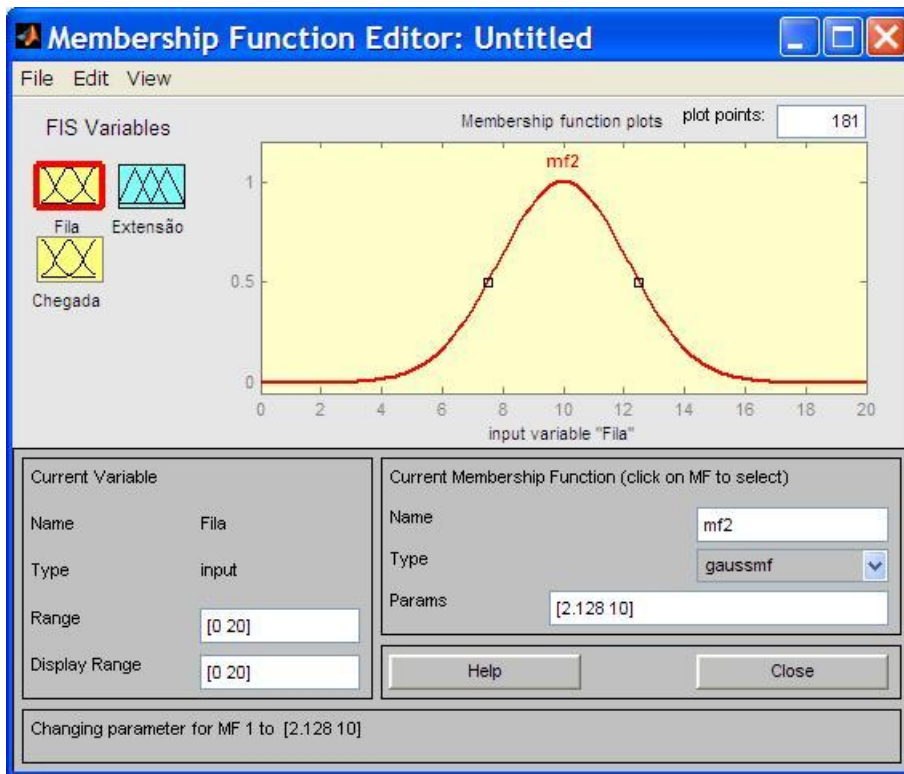 Membership Function Editor: Untitled
File Edit View
FIS Variables
Membership function plots plot points: 181
Fila Extensão
Chegada
mf2
1
0.5
0
0 2 4 6 8 10 12 14 16 18 20
input variable "Fila"
Current Variable
Name Fila
Type input
Range [0 20]
Display Range [0 20]
Current Membership Function (click on MF to select)
Name mf2
Type gaussmf
Params [2.128 10]
Help Close
Changing parameter for MF 1 to [2.128 10]